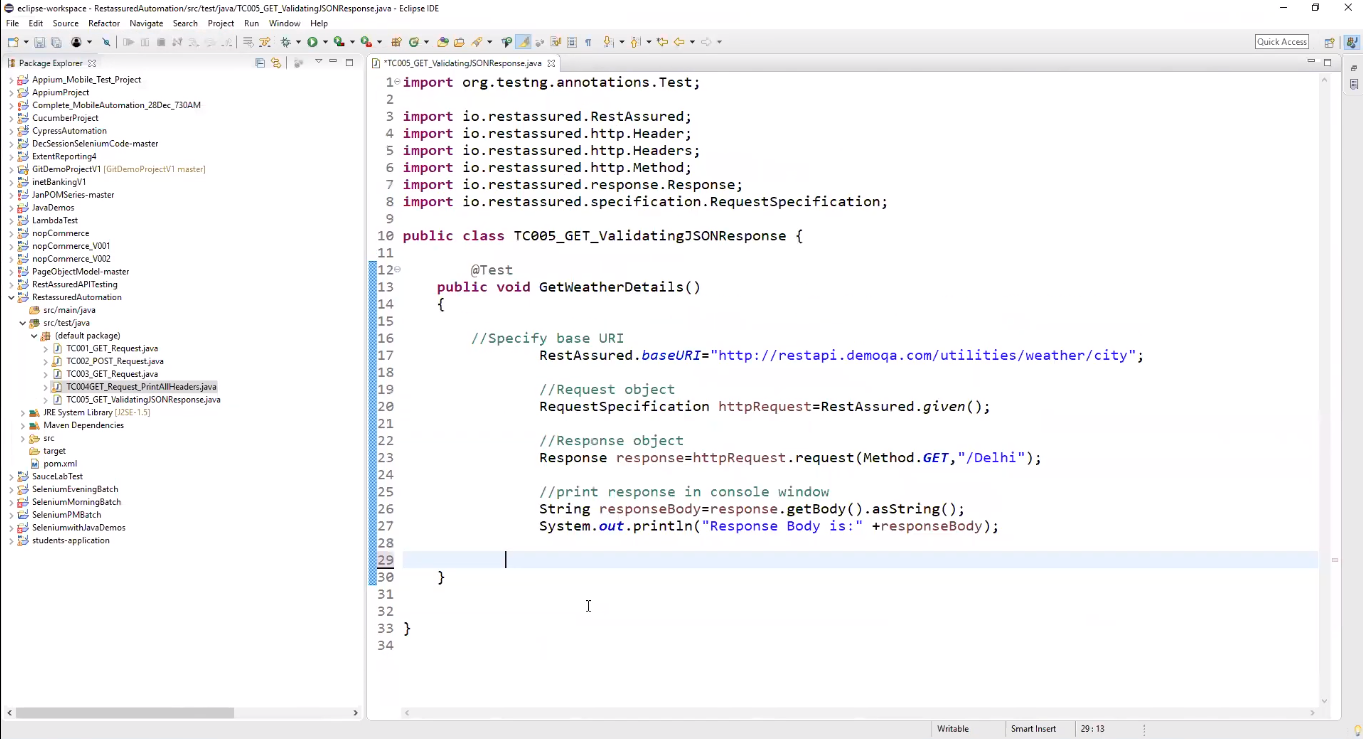 eclipse-workspace - RestassuredAutomation/src/test/java/TC005_GET_ValidatingJSONResponse.java - Eclipse IDE
File Edit Source Refactor Navigate Search Project Run Window Help
Quick Access
Package Explorer
*TC005_GET_ValidatingJSONResponse.java
Appium_Mobile_Test_Project
AppiumProject
Complete_MobileAutomation_28Dec_730AM
CucumberProject
CypressAutomation
DecSessionSeleniumCode-master
ExtentReporting4
GitDemoProjectV1 [GitDemoProjectV1 master]
inetBankingV1
JanPOMSeries-master
JavaDemos
LambdaTest
nopCommerce
nopCommerce_V001
nopCommerce_V002
PageObjectModel-master
RestAssuredAPITesting
RestassuredAutomation
src/main/java
src/test/java
(default package)
TC001_GET_Request.java
TC002_POST_Request.java
TC003_GET_Request.java
TC004GET_Request_PrintAllHeaders.java
TC005_GET_ValidatingJSONResponse.java
JRE System Library [J2SE-1.5]
Maven Dependencies
src
target
pom.xml
SauceLabTest
SeleniumEveningBatch
SeleniumMorningBatch
SeleniumPMBatch
SeleniumwithJavaDemos
students-application
1 import org.testng.annotations.Test;
2
3 import io.restassured.RestAssured;
4 import io.restassured.http.Header;
5 import io.restassured.http.Headers;
6 import io.restassured.http.Method;
7 import io.restassured.response.Response;
8 import io.restassured.specification.RequestSpecification;
9
10 public class TC005_GET_ValidatingJSONResponse {
11
12 @Test
13 public void GetWeatherDetails()
14 {
15
16 //Specify base URI
17 RestAssured.baseURI="http://restapi.demoqa.com/utilities/weather/city";
18
19 //Request object
20 RequestSpecification httpRequest=RestAssured.given();
21
22 //Response object
23 Response response=httpRequest.request(Method.GET,"/Delhi");
24
25 //print response in console window
26 String responseBody=response.getBody().asString();
27 System.out.println("Response Body is:" +responseBody);
28
29
30 }
31
32
33 }
34
Writable Smart Insert 29 : 13